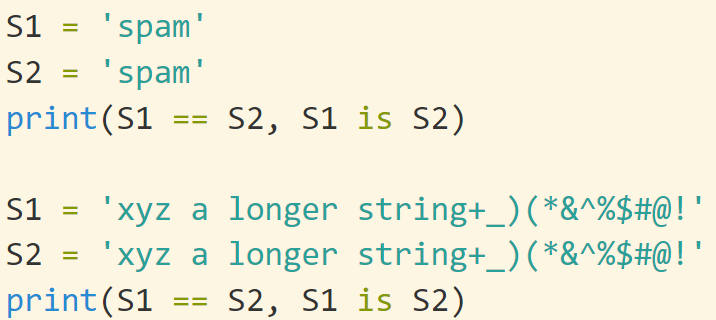 S1 = 'spam'
S2 = 'spam'
print(S1 == S2, S1 is S2)
S1 = 'xyz a longer string+_)(*&^%$#@!'
S2 = 'xyz a longer string+_)(*&^%$#@!'
print(S1 == S2, S1 is S2)